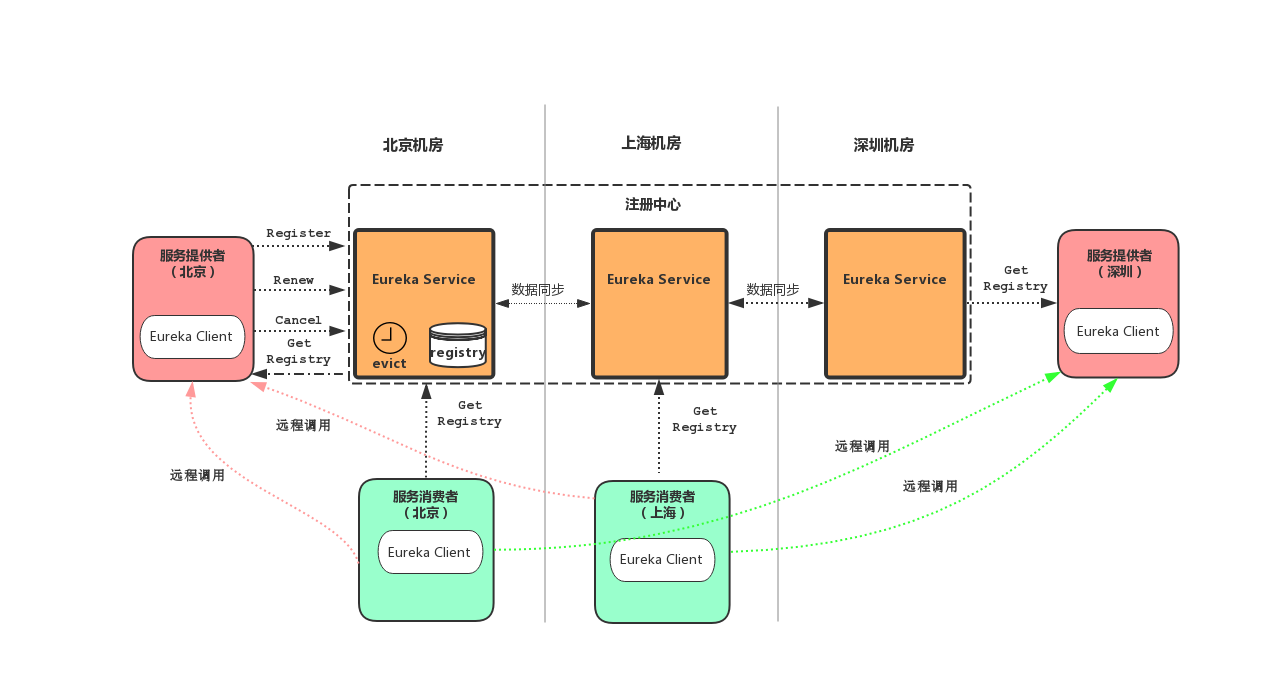 北京机房
上海机房
深圳机房
注册中心
Register
Renew
Cancel
Get
Registry
服务提供者
（北京）
Eureka Client
Eureka Service
evict
registry
数据同步
Eureka Service
数据同步
Eureka Service
Get
Registry
服务提供者
（深圳）
Eureka Client
远程调用
远程调用
Get
Registry
Get
Registry
远程调用
远程调用
服务消费者
（北京）
Eureka Client
服务消费者
（上海）
Eureka Client